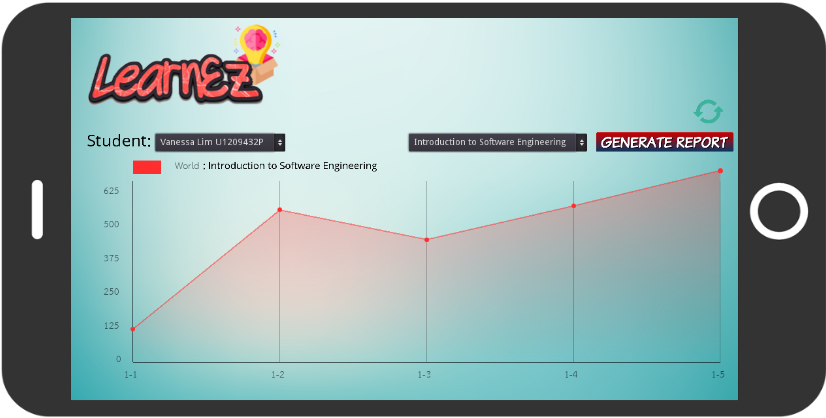 LearnEz
Student: Vanessa Lim U1209432P Introduction to Software Engineering GENERATE REPORT
World : Introduction to Software Engineering
625
500
375
250
125
0
1-1 1-2 1-3 1-4 1-5